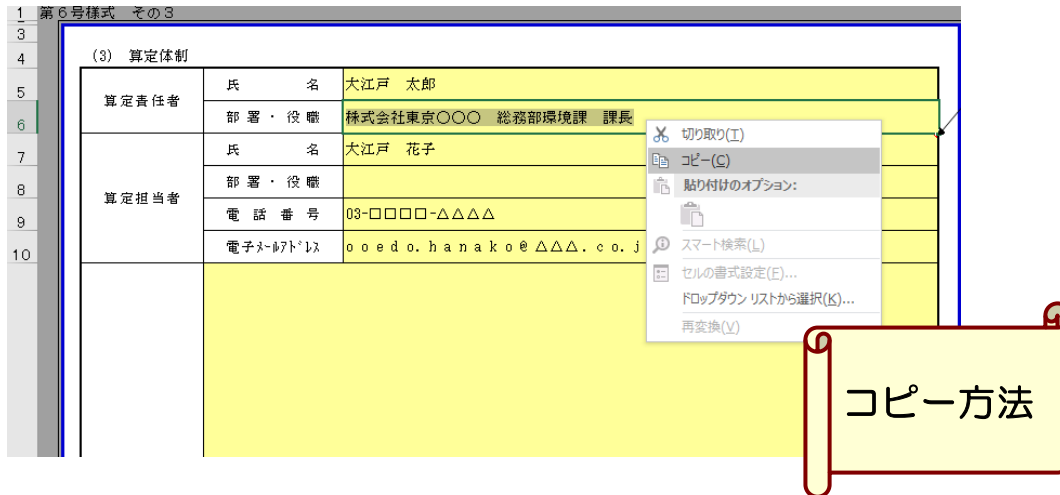 1 第６号様式　その３
3
4 (3)　算定体制
5 算定責任者 氏　　　名 大江戸　太郎
6 部署・役職 株式会社東京〇〇〇　総務部環境課　課長
7 算定担当者 氏　　　名 大江戸　花子
8 部署・役職
9 電話番号 03-□□□□-△△△△
10 電子ﾒｰﾙｱﾄﾞﾚｽ ｏｏｅｄｏ．ｈａｎａｋｏ＠△△△．ｃｏ．ｊ
切り取り(T)
コピー(C)
貼り付けのオプション:
スマート検索(L)
セルの書式設定(F)...
ドロップダウン リストから選択(K)...
再変換(V)
コピー方法